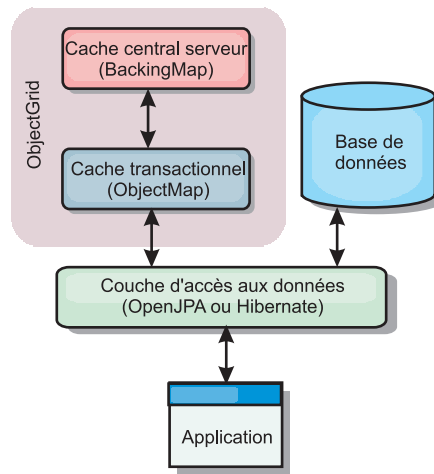 ObjectGrid
Cache central serveur
(BackingMap)
Cache transactionnel
(ObjectMap)
Base de
données
Couche d'accès aux données
(OpenJPA ou Hibernate)
Application